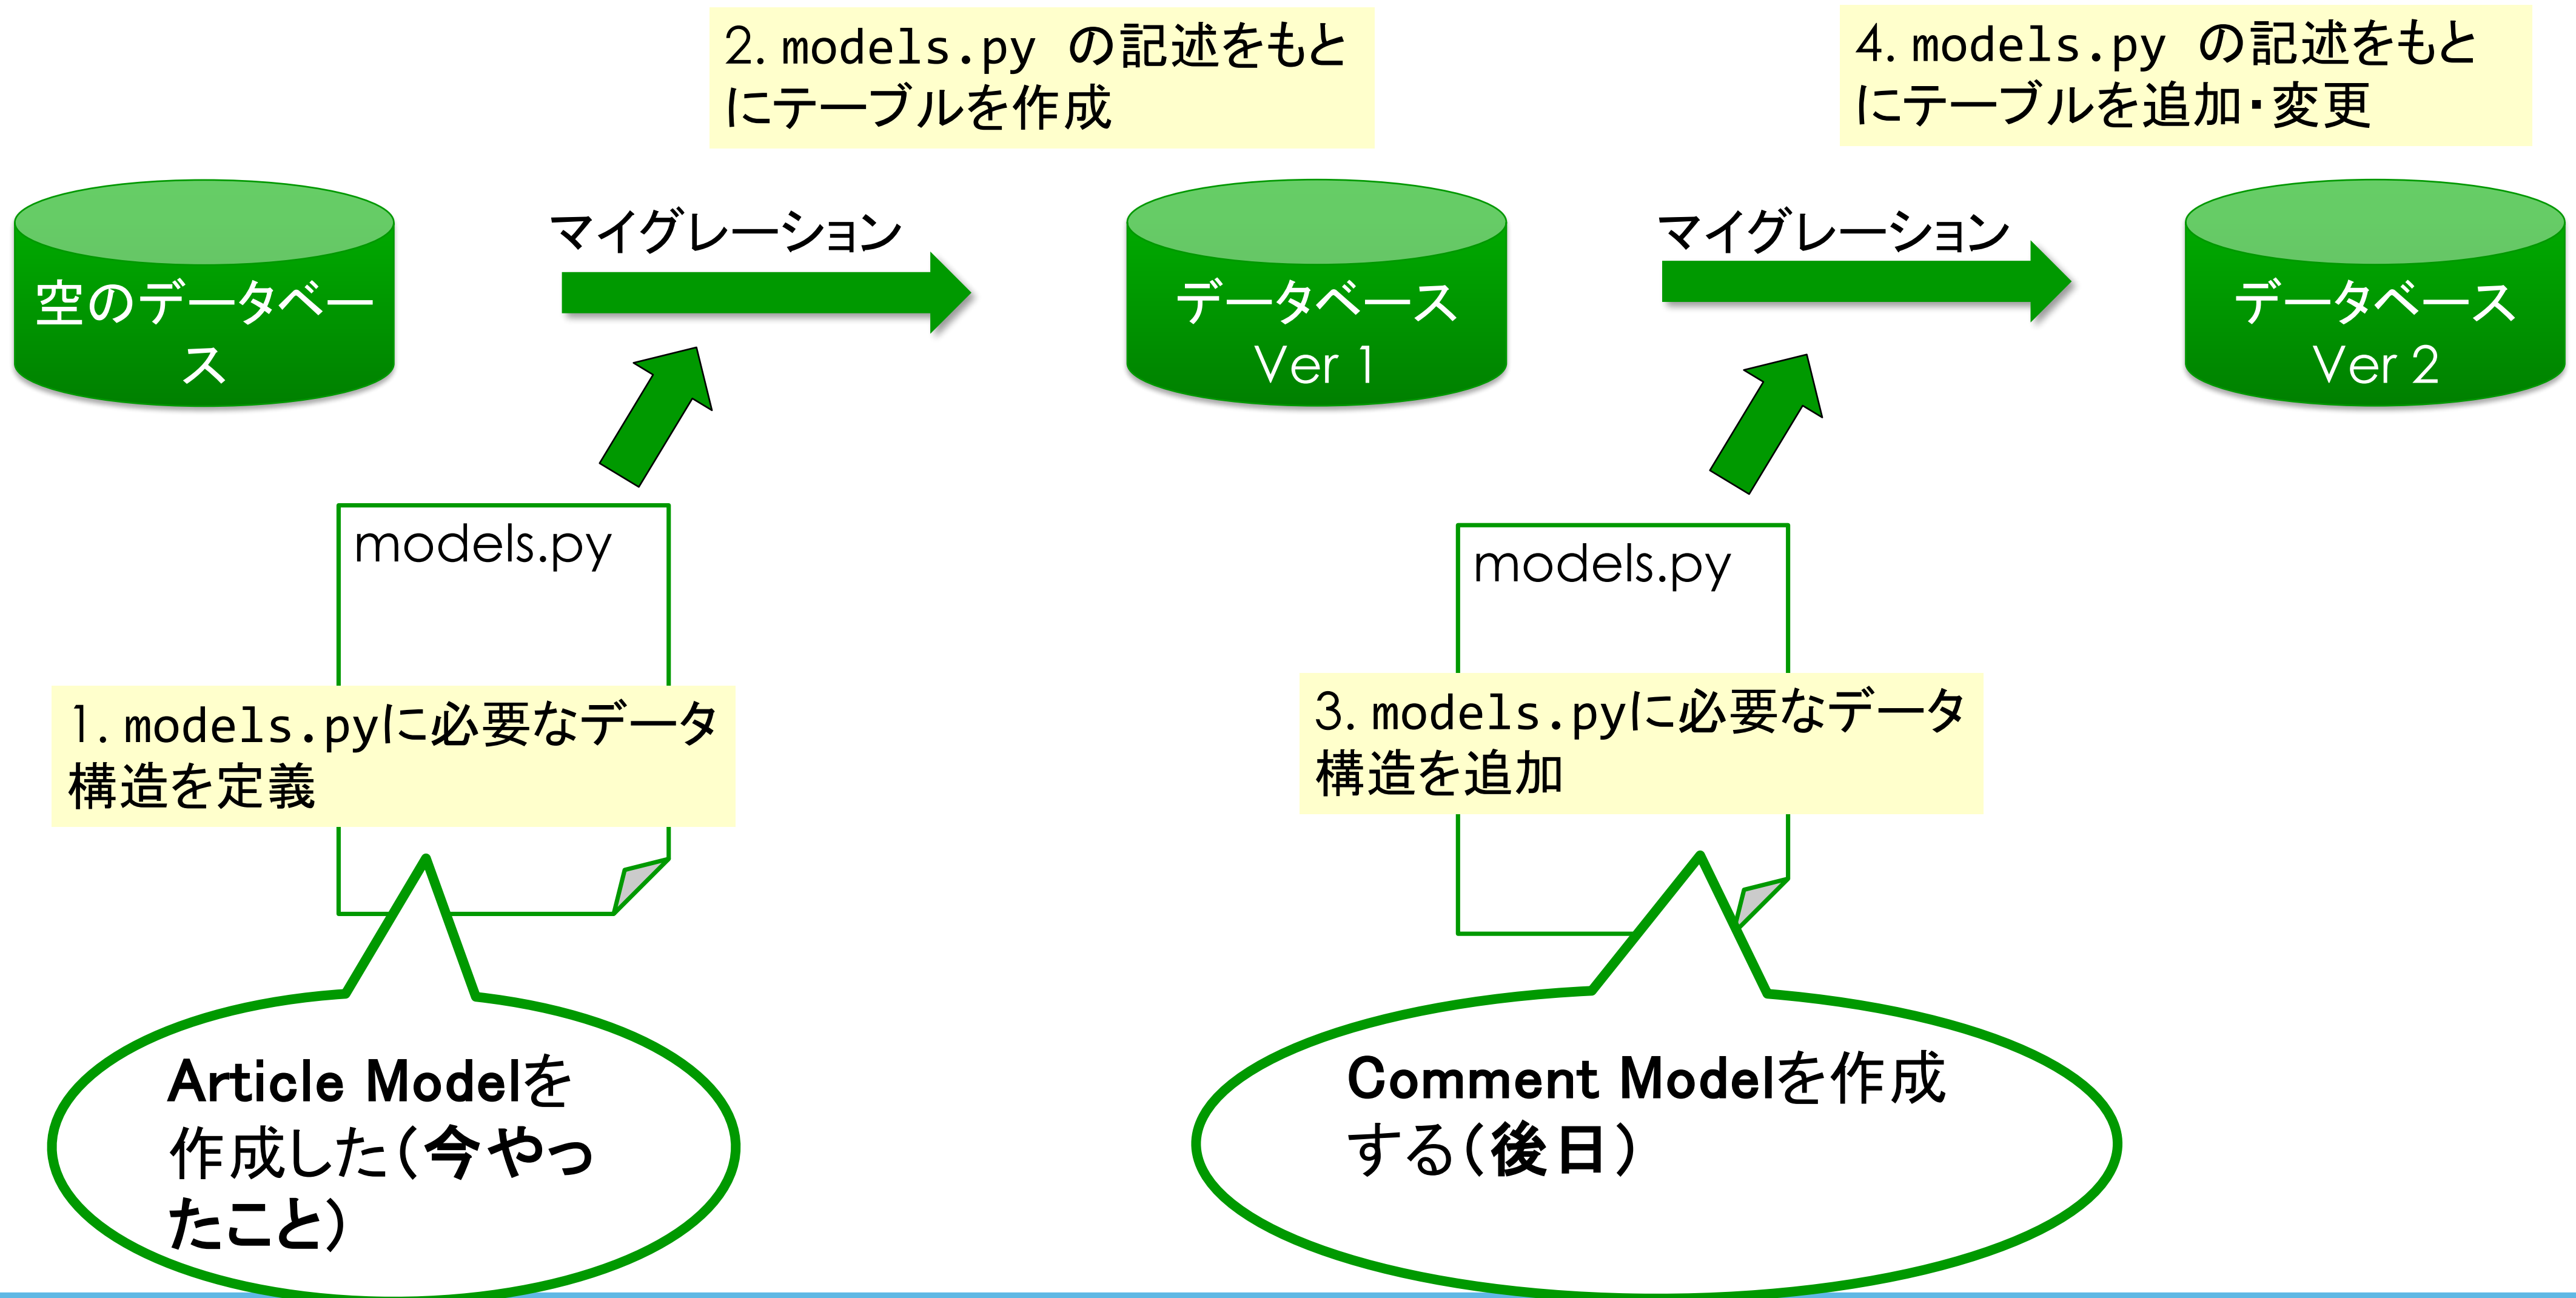 2. models.py の記述をもと
にテーブルを作成
4. models.py の記述をもと
にテーブルを追加・変更
空のデータベー
ス
マイグレーション
データベース
Ver 1
マイグレーション
データベース
Ver 2
models.py
1. models.pyに必要なデータ
構造を定義
models.py
3. models.pyに必要なデータ
構造を追加
Article Modelを
作成した(今やっ
たこと)
Comment Modelを作成
する(後日)